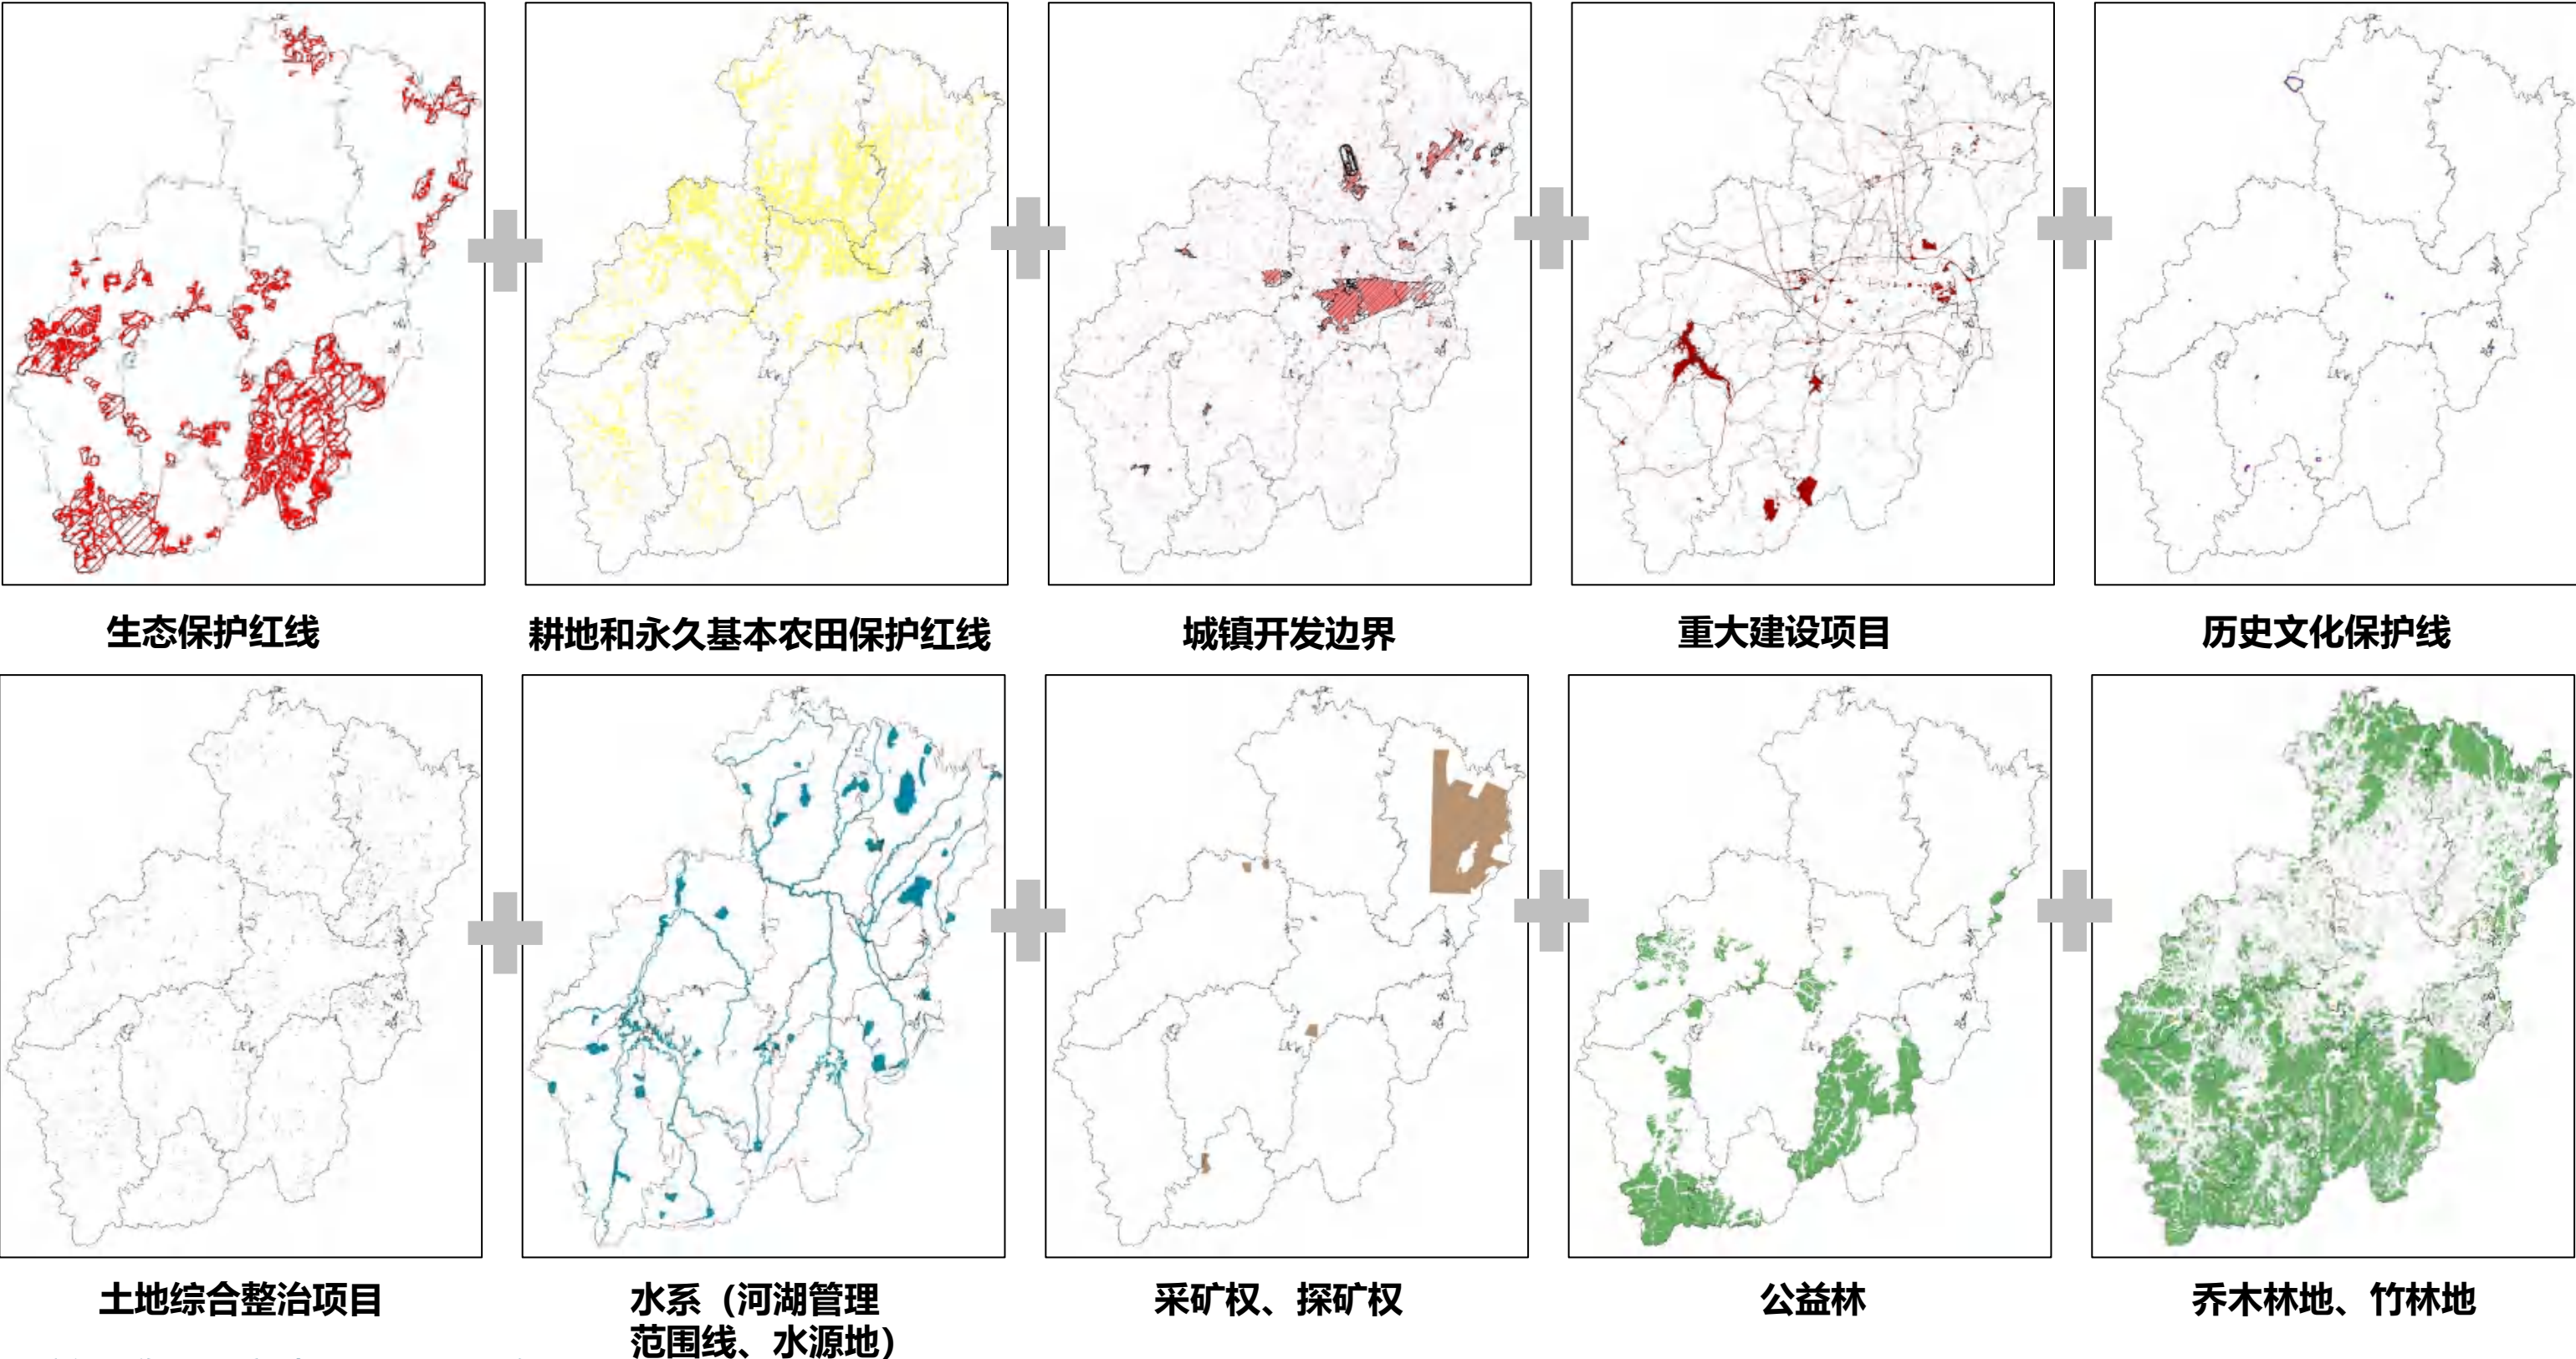 生态保护红线
耕地和永久基本农田保护红线
城镇开发边界
重大建设项目
历史文化保护线
土地综合整治项目
水系（河湖管理
范围线、水源地）
采矿权、探矿权
公益林
乔木林地、竹林地